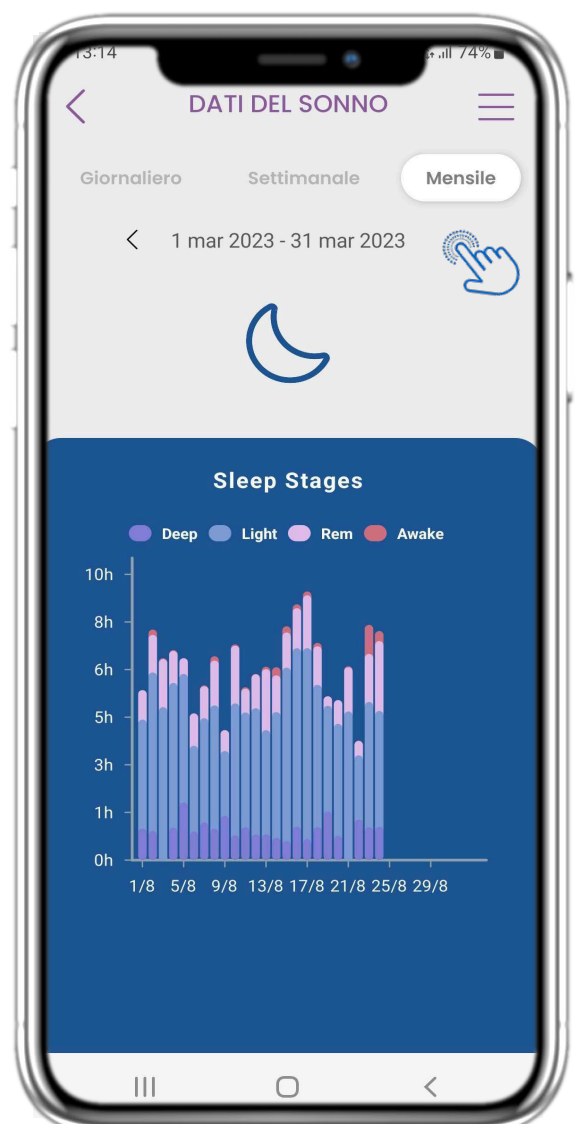 13:14 74%
DATI DEL SONNO
Giornaliero Settimanale Mensile
1 mar 2023 - 31 mar 2023
Sleep Stages
Deep Light Rem Awake
10h
8h
6h
5h
3h
1h
0h
1/8 5/8 9/8 13/8 17/8 21/8 25/8 29/8